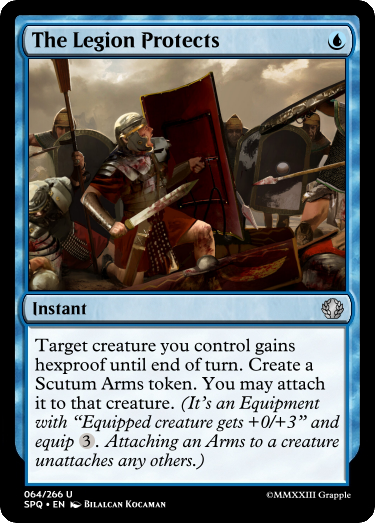 The Legion Protects
Instant
Target creature you control gains
hexproof until end of turn. Create a
Scutum Arms token. You may attach
it to that creature. (It's an Equipment
with “Equipped creature gets +0/+3” and
equip 3. Attaching an Arms to a creature
unattaches any others.)
064/266 U
SPQ • EN Bilalcan Kocaman
©MMXXIII Grapple